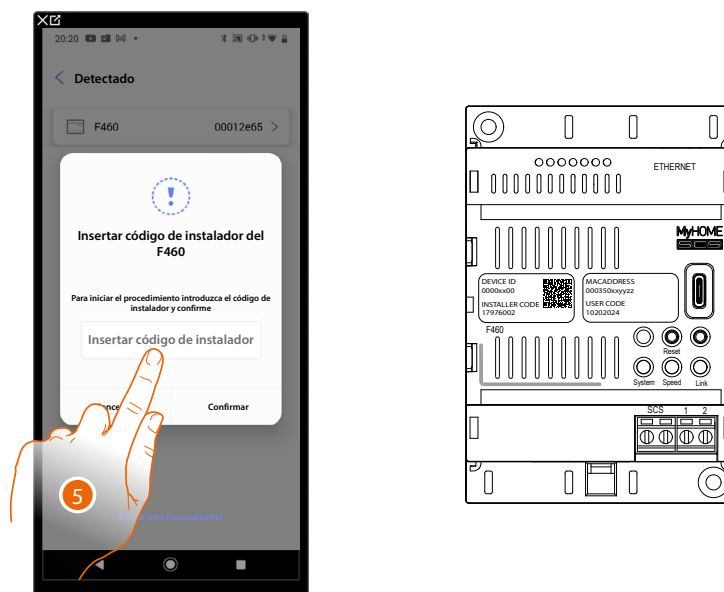 20:20
Detectado
F460 00012e65
Insertar código de instalador del
F460
Para iniciar el procedimiento introduzca el código de
instalador y confirme
Insertar código de instalador
Confirmar
5
ETHERNET
MyHOME
SCS
DEVICE ID
0000xx00
INSTALLER CODE
17976002
MACADDRESS
000350xxyyzz
USER CODE
10202024
F460
Reset
System Speed Link
SCS 1 2